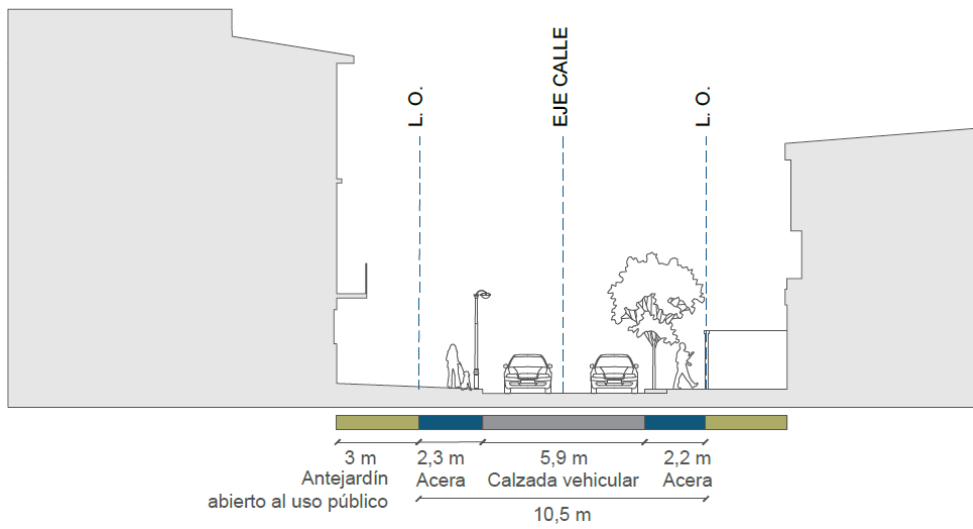 L. O.
EJE CALLE
L. O.
3 m
Antejardín
abierto al uso público
2,3 m
Acera
5,9 m
Calzada vehicular
2,2 m
Acera
10,5 m